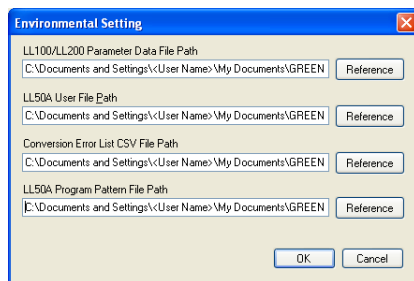 Environmental Setting
LL100/LL200 Parameter Data File Path
C:\Documents and Settings\<User Name>\My Documents\GREEN Reference
LL50A User File Path
C:\Documents and Settings\<User Name>\My Documents\GREEN Reference
Conversion Error List CSV File Path
C:\Documents and Settings\<User Name>\My Documents\GREEN Reference
LL50A Program Pattern File Path
C:\Documents and Settings\<User Name>\My Documents\GREEN Reference
OK Cancel